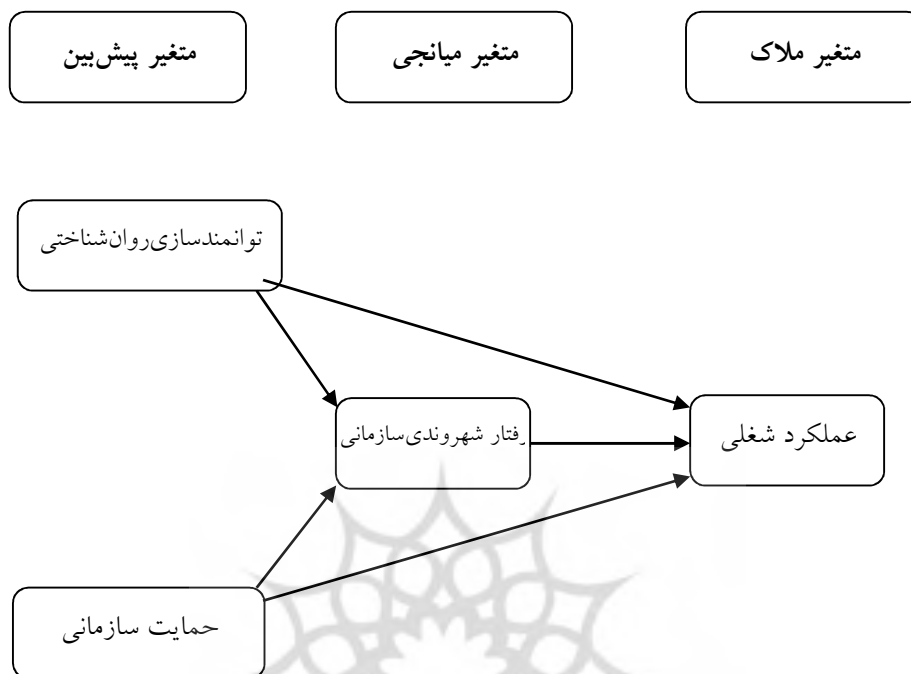 متغیر ملاک
متغیر میانجی
متغیر پیش‌بین
توانمندسازی‌روان‌شناختی
رفتار شهروندی‌سازمانی
عملکرد شغلی
حمایت سازمانی